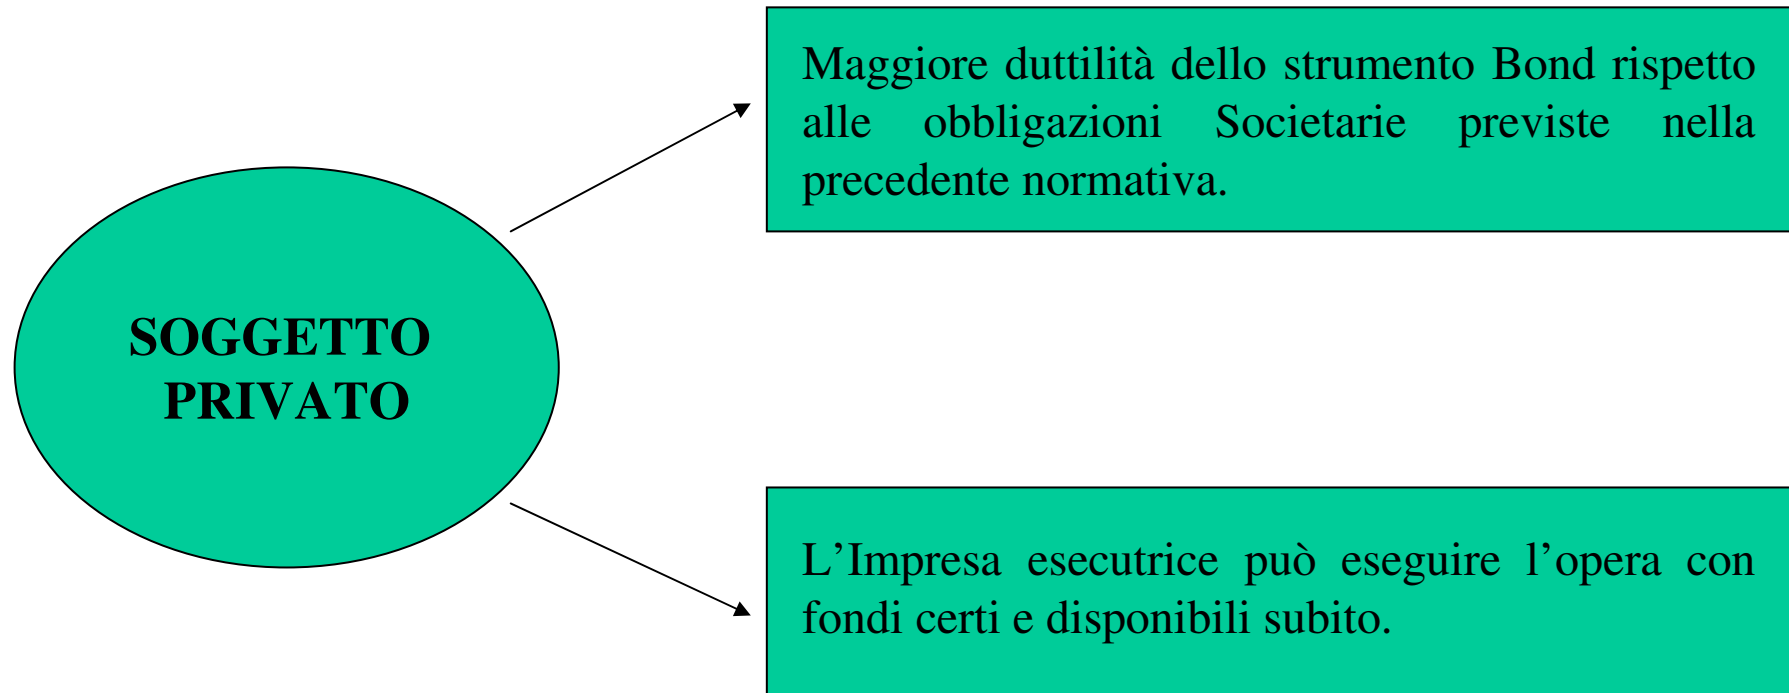 Maggiore duttilità dello strumento Bond rispetto
alle obbligazioni Societarie previste nella
precedente normativa.
SOGGETTO
PRIVATO
L’Impresa esecutrice può eseguire l’opera con
fondi certi e disponibili subito.